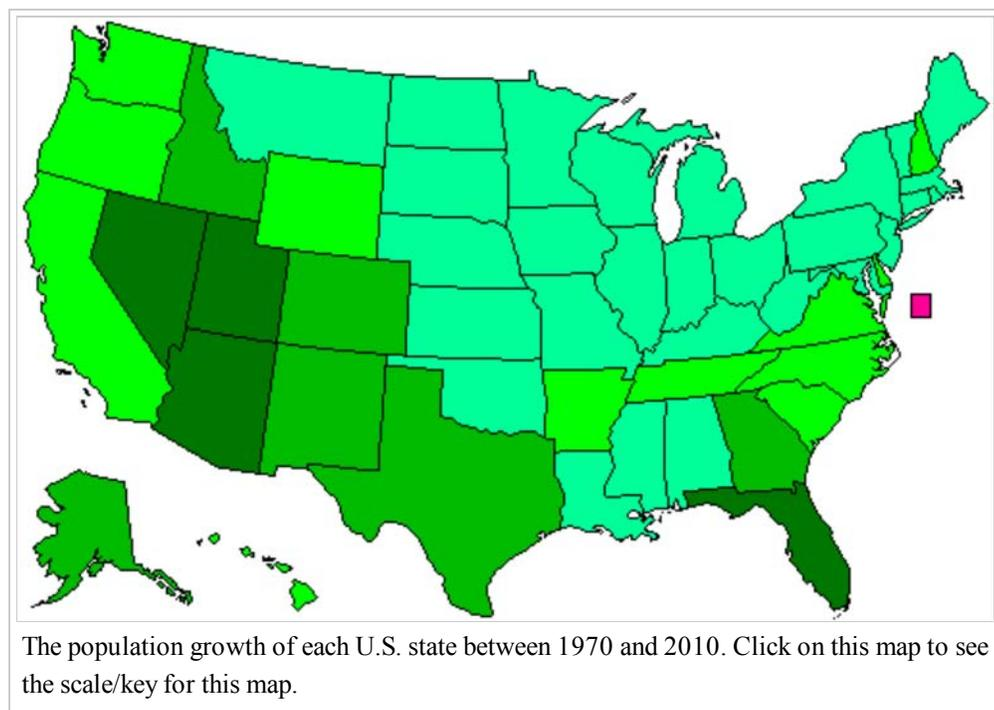 The population growth of each U.S. state between 1970 and 2010. Click on this map to see
the scale/key for this map.